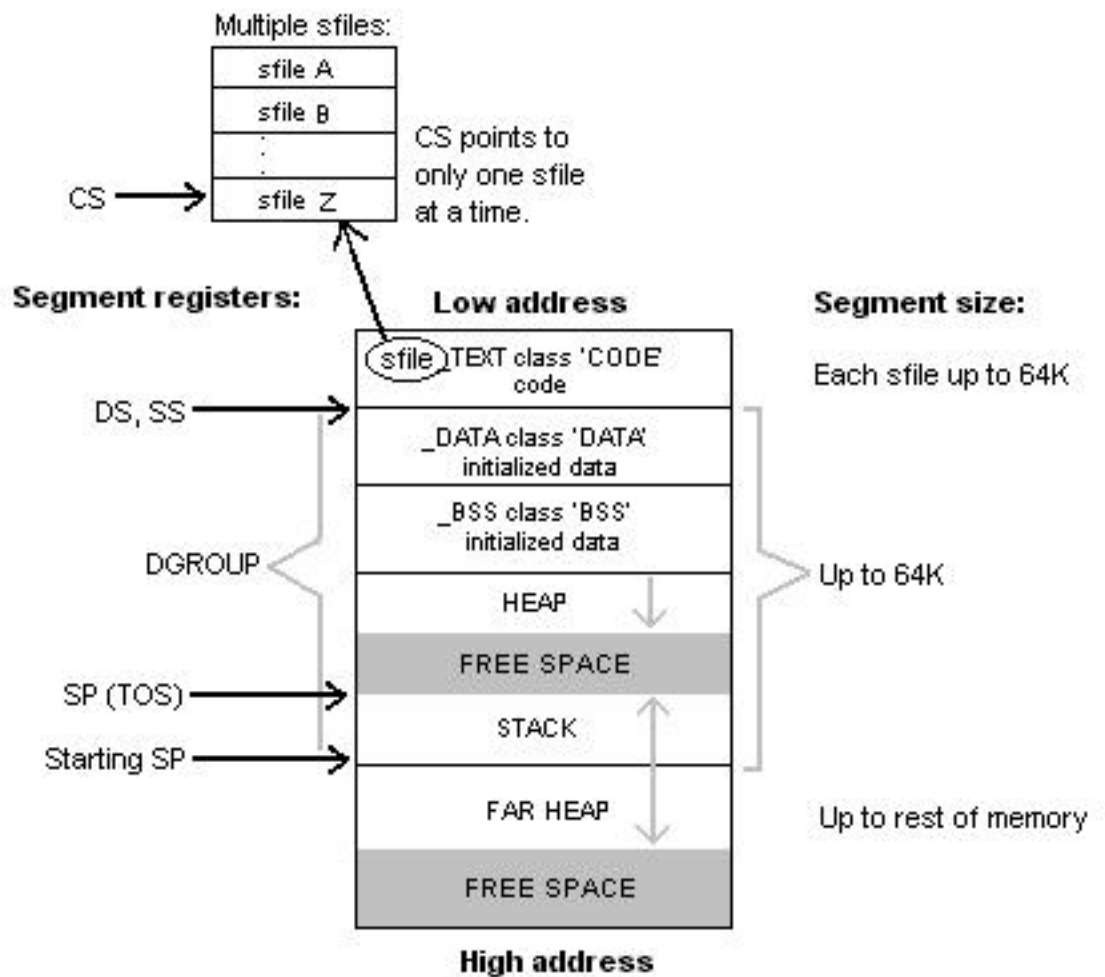 Multiple sfiles:
sfile A
sfile B
:
sfile Z
CS
CS points to
only one sfile
at a time.
Segment registers:
Low address
Segment size:
sfile _TEXT class 'CODE'
code
Each sfile up to 64K
DS, SS
_DATA class 'DATA'
initialized data
_BSS class 'BSS'
initialized data
DGROUP
Up to 64K
HEAP
FREE SPACE
SP (TOS)
STACK
Starting SP
FAR HEAP
Up to rest of memory
FREE SPACE
High address